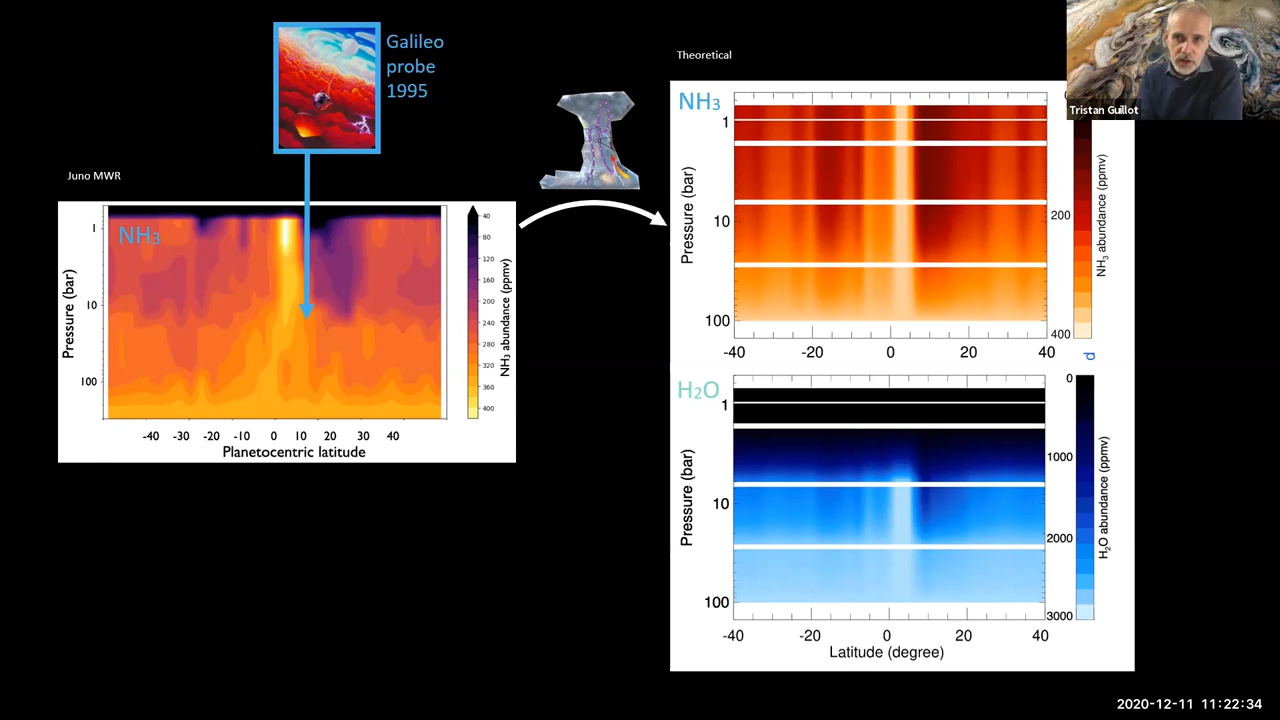 Galileo
probe
1995
Theoretical
Tristan Guillot
Juno MWR
NH₃
Pressure (bar)
1
10
100
-40 -30 -20 -10 0 10 20 30 40
Planetocentric latitude
40
80
120
160
200
240
280
320
360
400
NH₃ abundance (ppmv)
NH₃
Pressure (bar)
1
10
100
-40 -20 0 20 40
0
200
400
NH₃ abundance (ppmv)
d
H₂O
Pressure (bar)
1
10
100
-40 -20 0 20 40
Latitude (degree)
0
1000
2000
3000
H₂O abundance (ppmv)
2020-12-11 11:22:34